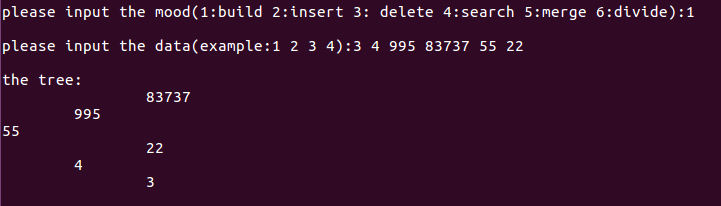 please input the mood(1:build 2:insert 3: delete 4:search 5:merge 6:divide):1
please input the data(example:1 2 3 4):3 4 995 83737 55 22
the tree:
83737
995
55
22
4
3